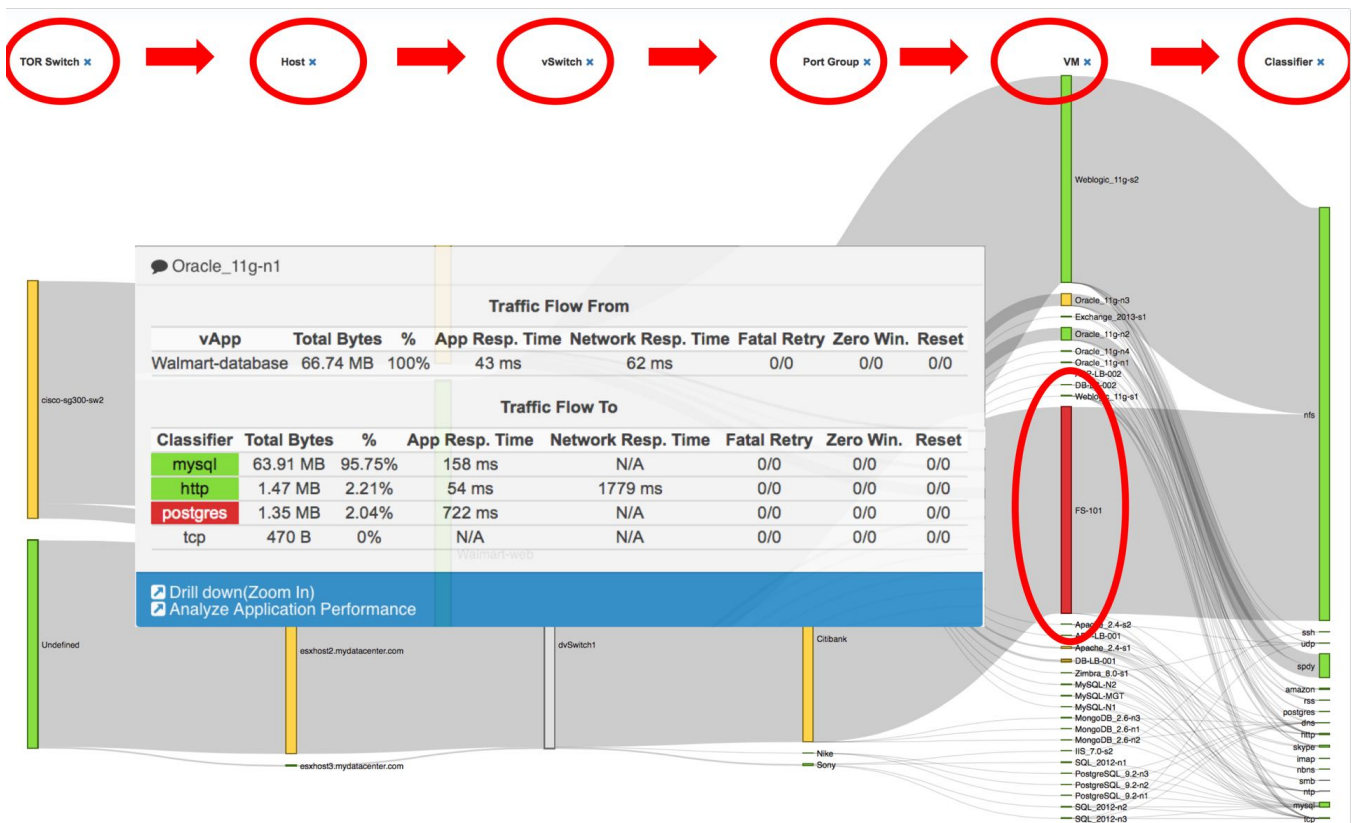 TOR Switch ×
Host ×
vSwitch ×
Port Group ×
VM ×
Classifier ×
Oracle_11g-n1
Traffic Flow From
vApp Total Bytes % App Resp. Time Network Resp. Time Fatal Retry Zero Win. Reset
Walmart-database 66.74 MB 100% 43 ms 62 ms 0/0 0/0 0/0
Traffic Flow To
Classifier Total Bytes % App Resp. Time Network Resp. Time Fatal Retry Zero Win. Reset
mysql 63.91 MB 95.75% 158 ms N/A 0/0 0/0 0/0
http 1.47 MB 2.21% 54 ms 1779 ms 0/0 0/0 0/0
postgres 1.35 MB 2.04% 722 ms N/A 0/0 0/0 0/0
tcp 470 B 0% N/A N/A 0/0 0/0 0/0
Walmart-web
Drill down(Zoom In)
Analyze Application Performance
cisco-sg300-sw2
Undefined
esxhost2.mydatacenter.com
esxhost3.mydatacenter.com
dvSwitch1
Citibank
Nike
Sony
Weblogic_11g-s2
Oracle_11g-n3
Exchange_2013-s1
Oracle_11g-n2
Oracle_11g-n4
Oracle_11g-n1
LB-002
002
Weblogic_11g-s1
FS-101
Apache_2.4-s2
LB-001
Apache_2.4-s1
DB-LB-001
Zimbra_8.0-s1
MySQL-N2
MySQL-MGT
MySQL-N1
MongoDB_2.6-n3
MongoDB_2.6-n1
MongoDB_2.6-n2
IIS_7.0-s2
SQL_2012-n1
PostgreSQL_9.2-n3
PostgreSQL_9.2-n2
PostgreSQL_9.2-n1
SQL_2012-n2
SQL_2012-n3
nfs
ssh
udp
spdy
amazon
rss
postgres
dns
http
skype
imap
nbns
smb
ntp
mysql
tcp